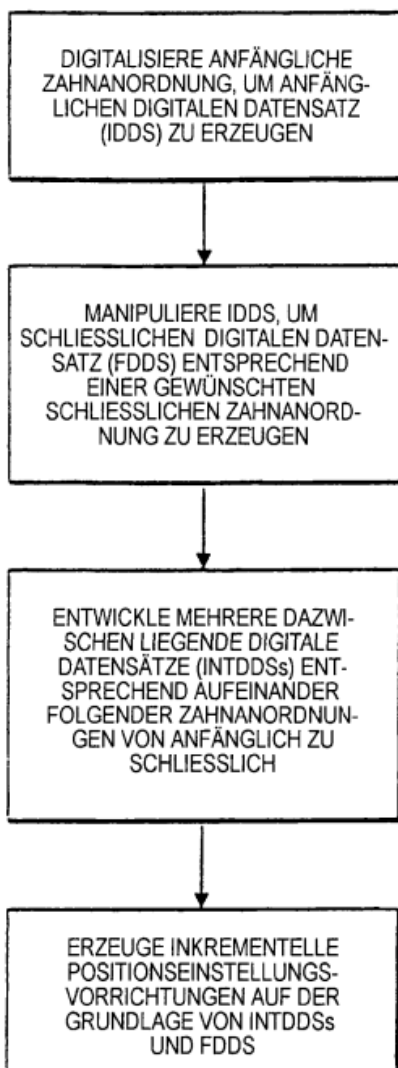 DIGITALISIERE ANFÄNGLICHE
ZAHNANORDNUNG, UM ANFÄNG-
LICHEN DIGITALEN DATENSATZ
(IDDS) ZU ERZEUGEN
MANIPULIERE IDDS, UM
SCHLIESSLICHEN DIGITALEN DATEN-
SATZ (FDDS) ENTSPRECHEND
EINER GEWÜNSCHTEN
SCHLIESSLICHEN ZAHNANORD-
NUNG ZU ERZEUGEN
ENTWICKLE MEHRERE DAZWI-
SCHEN LIEGENDE DIGITALE
DATENSÄTZE (INTDDSs) ENT-
SPRECHEND AUFEINANDER
FOLGENDER ZAHNANORDNUN-
GEN VON ANFÄNGLICH ZU
SCHLIESSLICH
ERZEUGE INKREMENTELLE
POSITIONSEINSTELLUNGS-
VORRICHTUNGEN AUF DER
GRUNDLAGE VON INTDDSs
UND FDDS